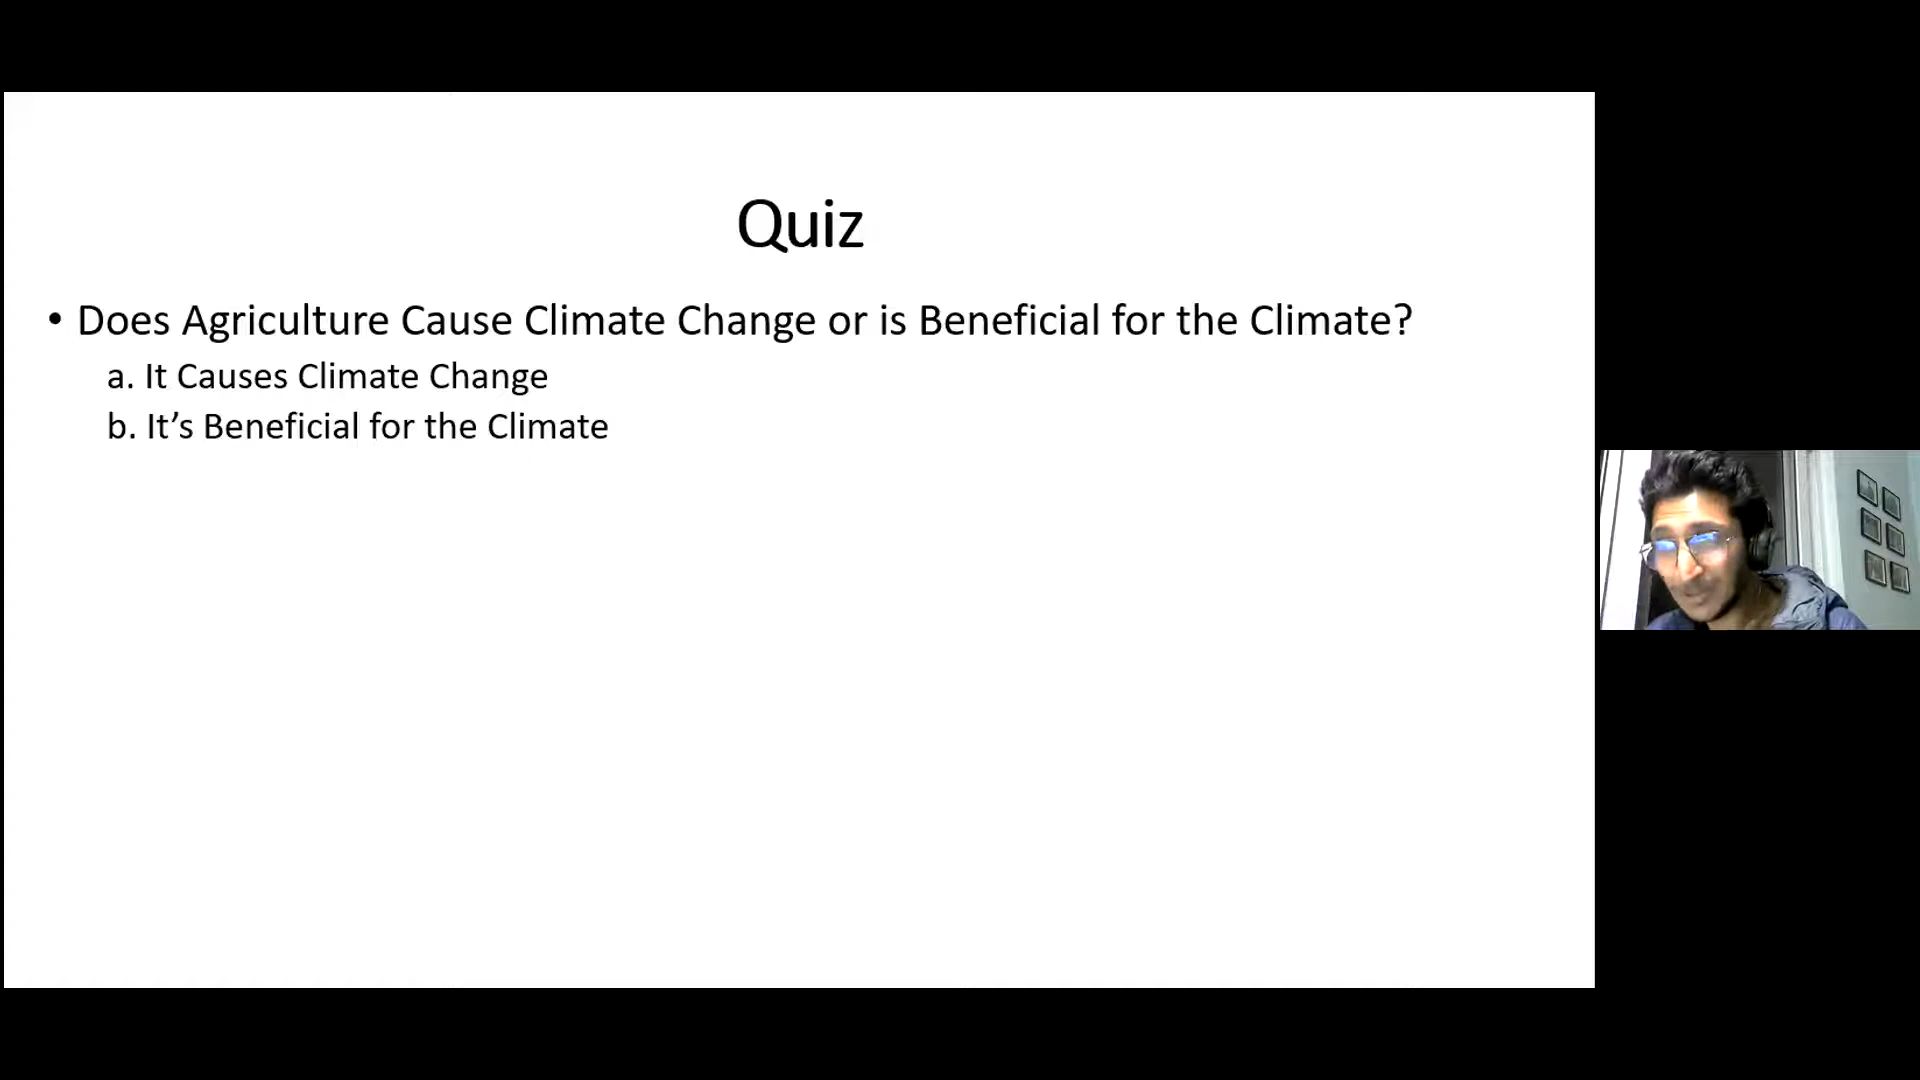 Quiz
• Does Agriculture Cause Climate Change or is Beneficial for the Climate?
a. It Causes Climate Change
b. It’s Beneficial for the Climate